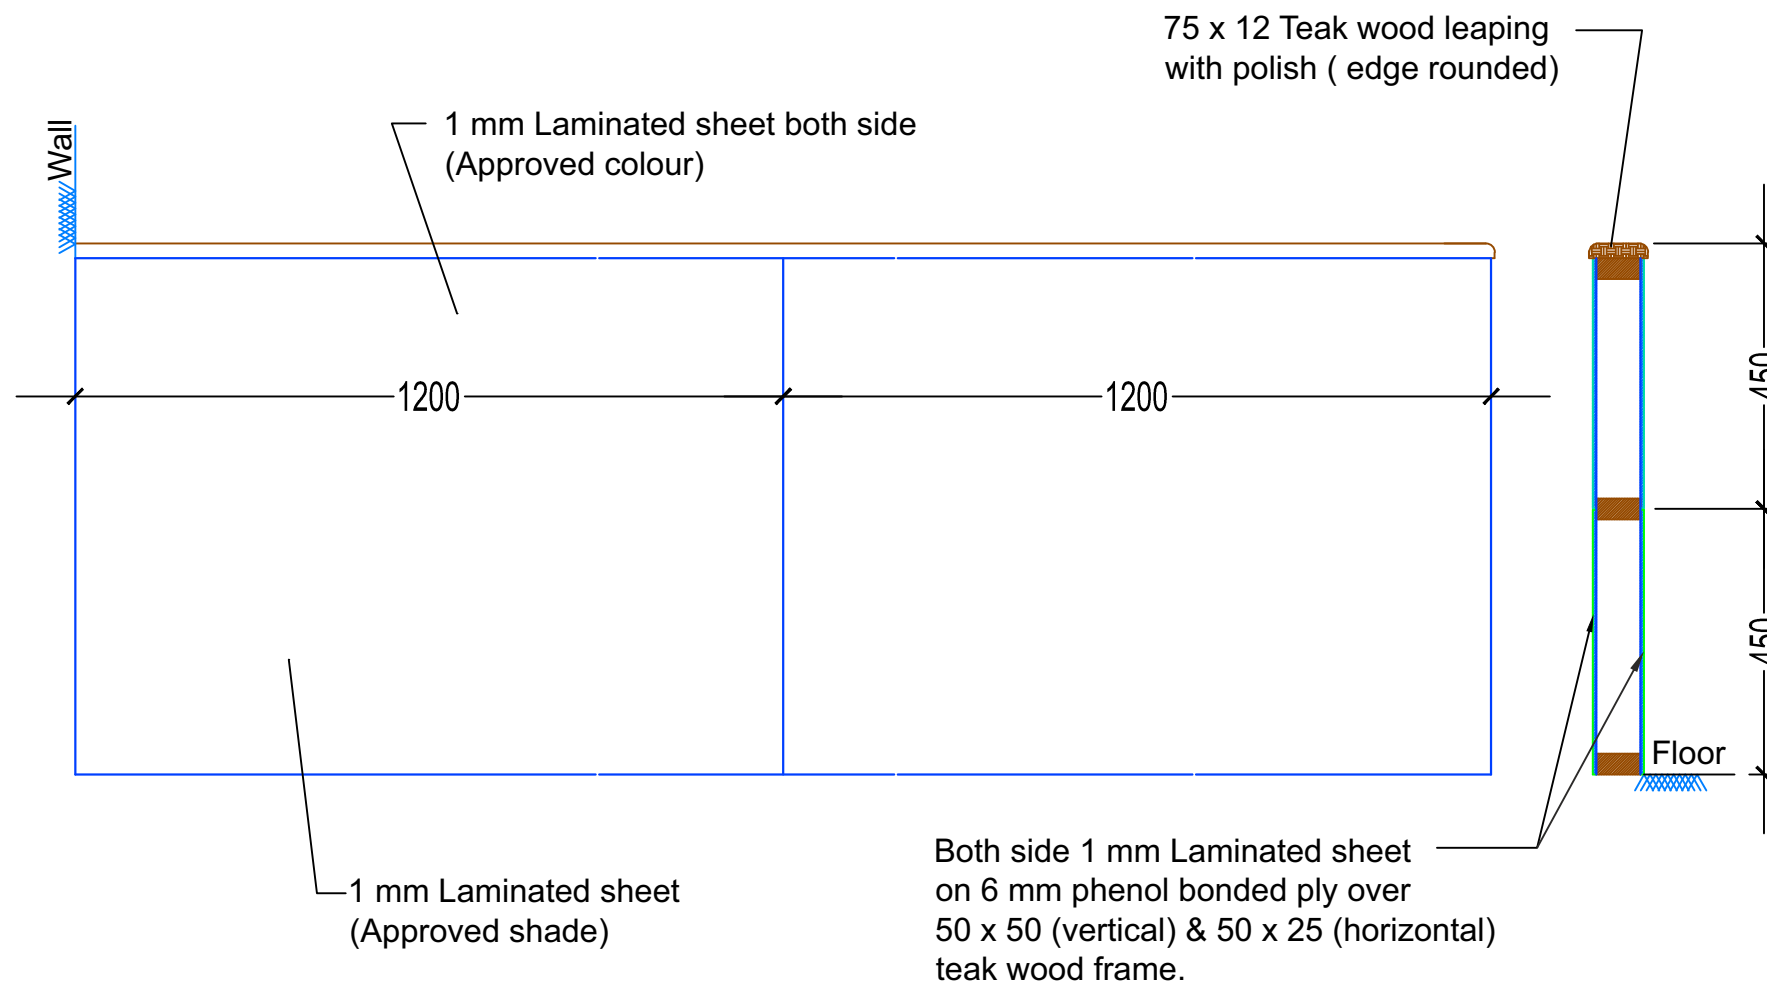 75 x 12 Teak wood leaping
with polish ( edge rounded)
Wall
1 mm Laminated sheet both side
(Approved colour)
1200
1200
450
450
Floor
1 mm Laminated sheet
(Approved shade)
Both side 1 mm Laminated sheet
on 6 mm phenol bonded ply over
50 x 50 (vertical) & 50 x 25 (horizontal)
teak wood frame.